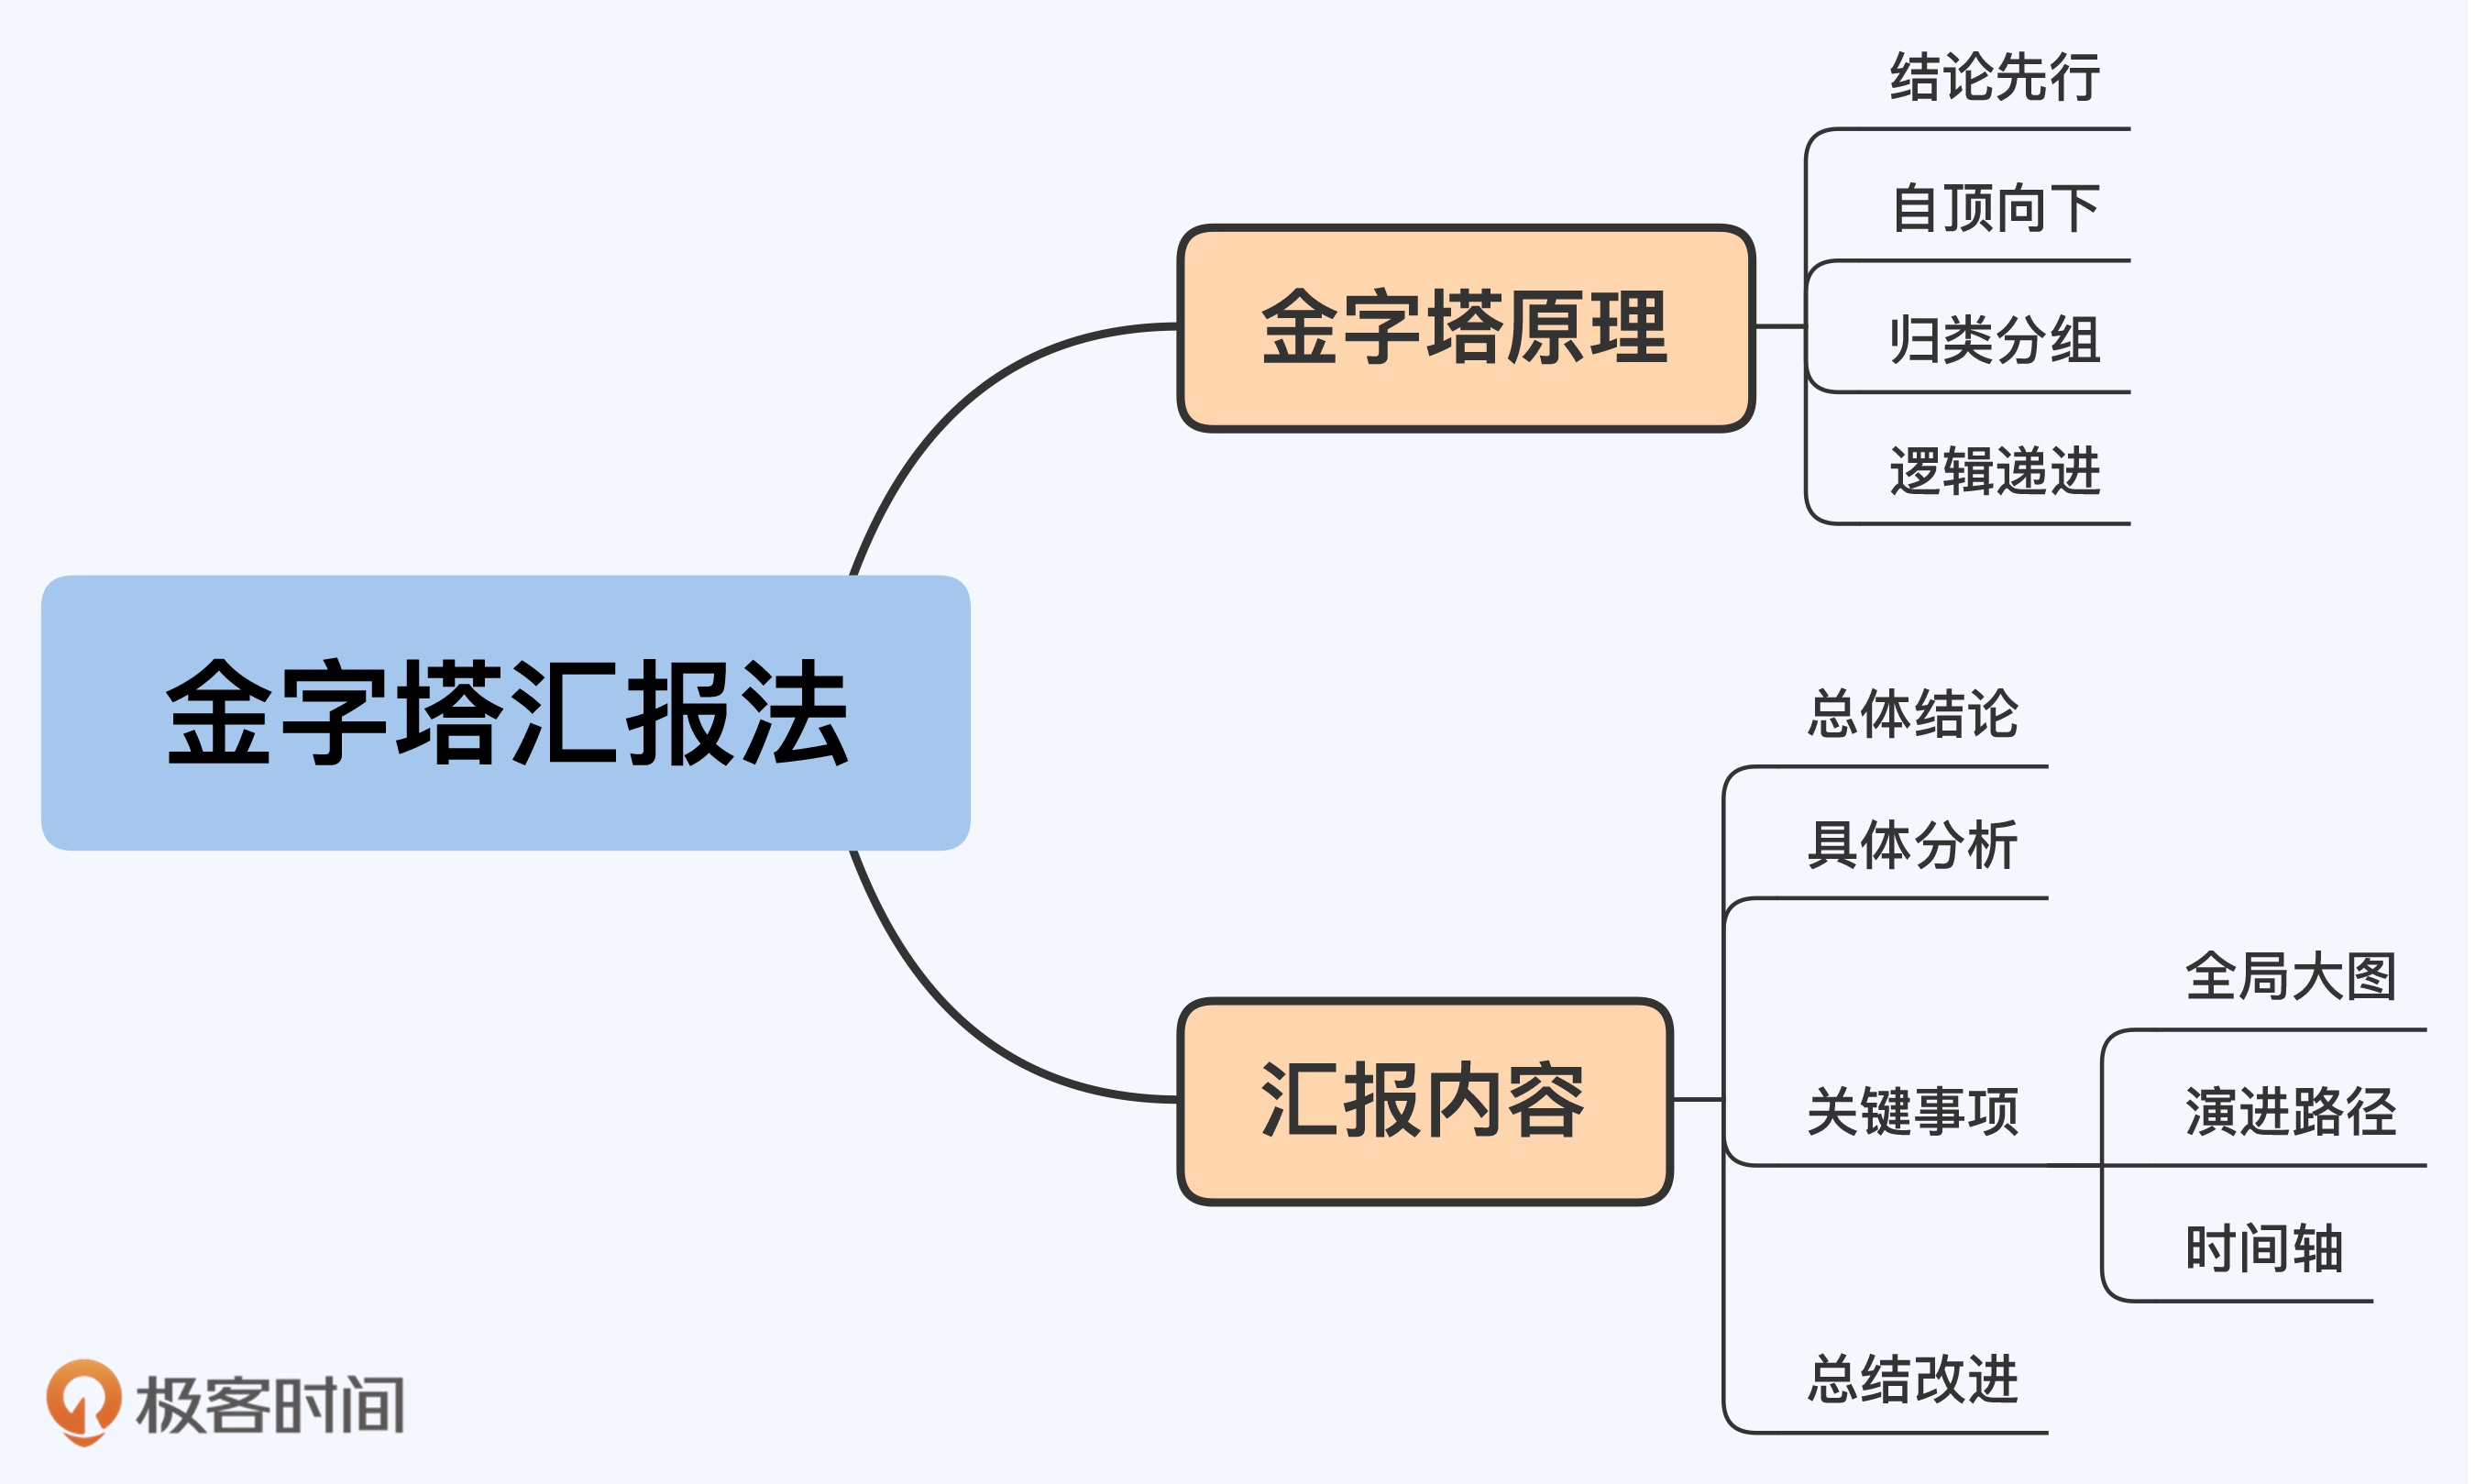 金字塔汇报法
金字塔原理
结论先行
自顶向下
归类分组
逻辑递进
汇报内容
总体结论
具体分析
关键事项
全局大图
演进路径
时间轴
总结改进
极客时间